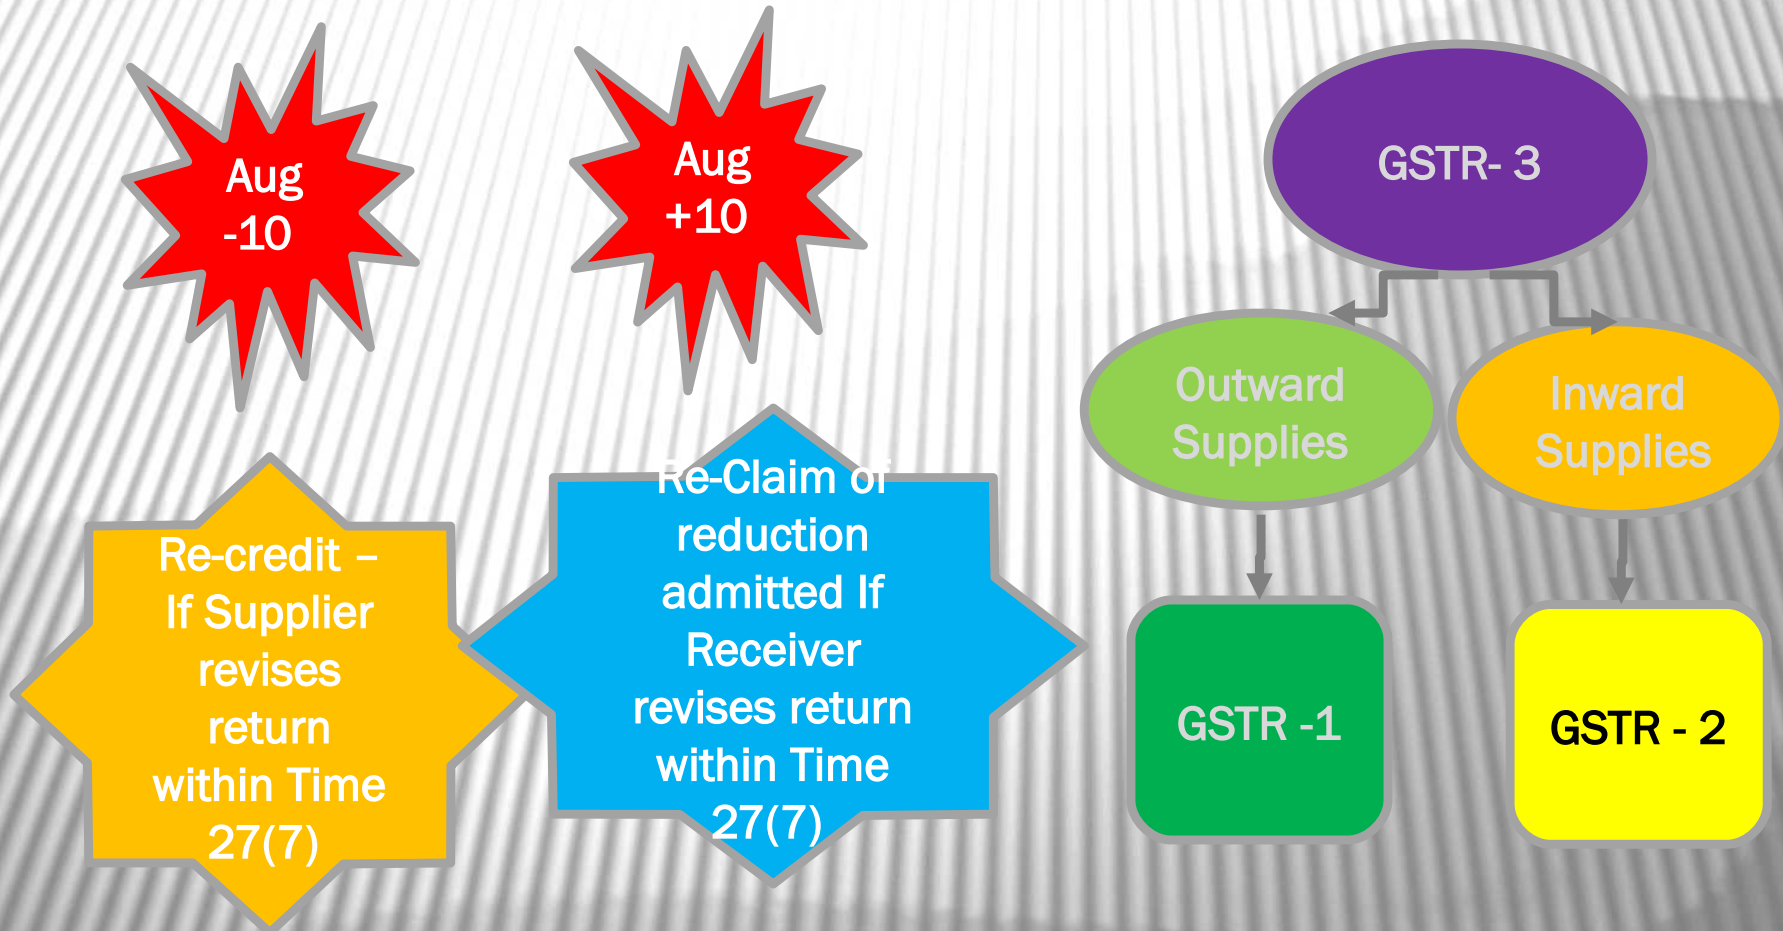 Aug
-10
Aug
+10
GSTR- 3
Outward
Supplies
Inward
Supplies
Re-credit –
If Supplier
revises
return
within Time
27(7)
Re-Claim of
reduction
admitted If
Receiver
revises return
within Time
27(7)
GSTR -1
GSTR - 2